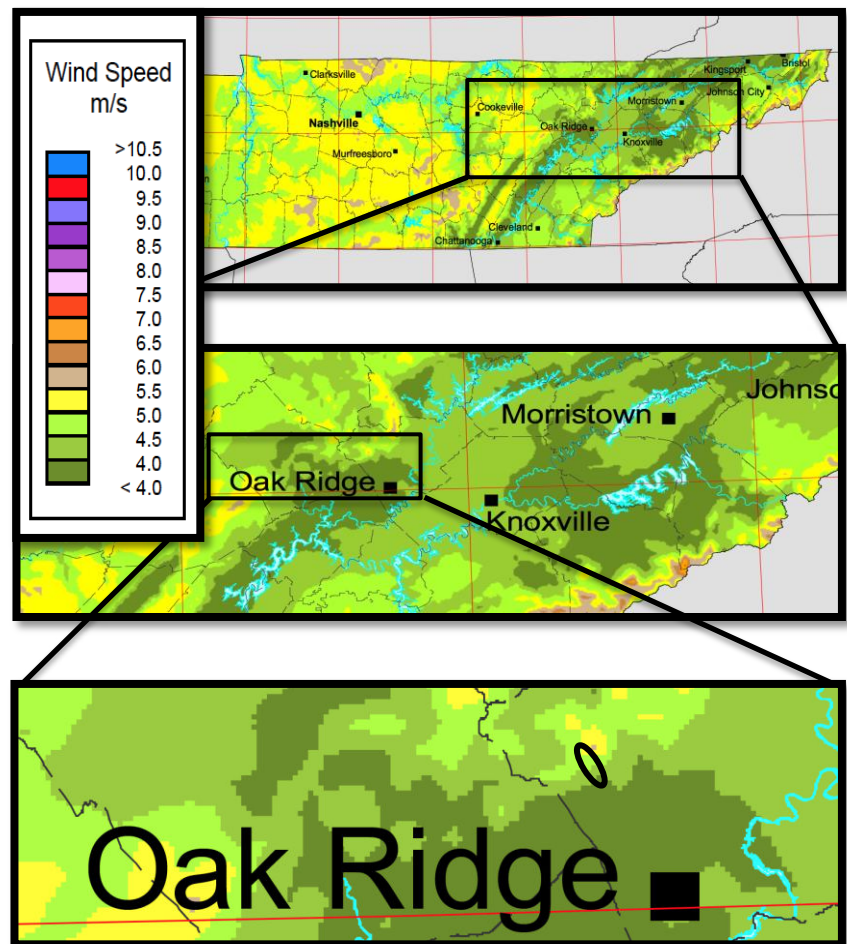 Wind Speed
m/s
>10.5
10.0
9.5
9.0
8.5
8.0
7.5
7.0
6.5
6.0
5.5
5.0
4.5
4.0
< 4.0
Clarksville
Nashville
Murfreesboro
Cookeville
Oak Ridge
Knoxville
Morristown
Kingsport
Bristol
Johnson City
Cleveland
Chattanooga
Morristown
Johnso
Oak Ridge
Knoxville
Oak Ridge